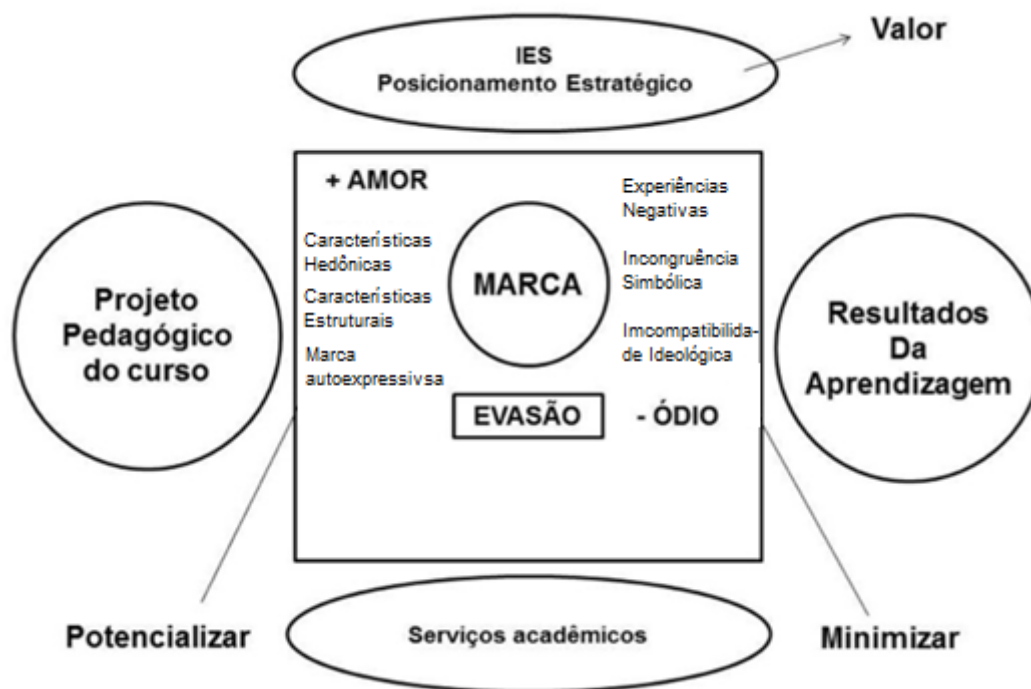 Valor
IES
Posicionamento Estratégico
+ AMOR
Características
Hedônicas
Características
Estruturais
Marca
autoexpressivsa
MARCA
Experiências
Negativas
Incongruência
Simbólica
Imcompatibilida-
de Ideológica
EVASÃO
- ÓDIO
Projeto
Pedagógico
do curso
Resultados
Da
Aprendizagem
Potencializar
Serviços acadêmicos
Minimizar